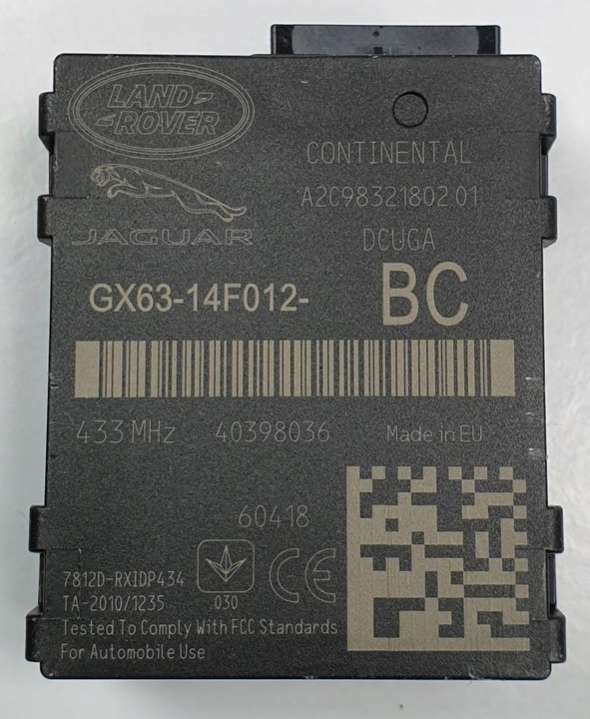 LAND-
ROVER
CONTINENTAL
A2C98321802 01
JAGUAR
DCUGA
GX63-14F012-
BC
433 MHz 40398036 Made in EU
60418
7812D-RXIDP434
TA-2010/1235
030
CE
Tested To Comply With FCC Standards
For Automobile Use